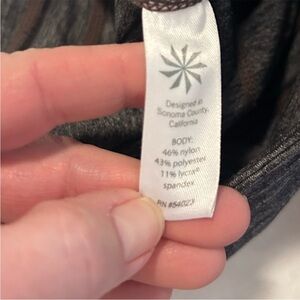 Designed in
Sonoma County,
California
BODY:
46% nylon
43% polyester
11% lycra®
spandex
RN #54023